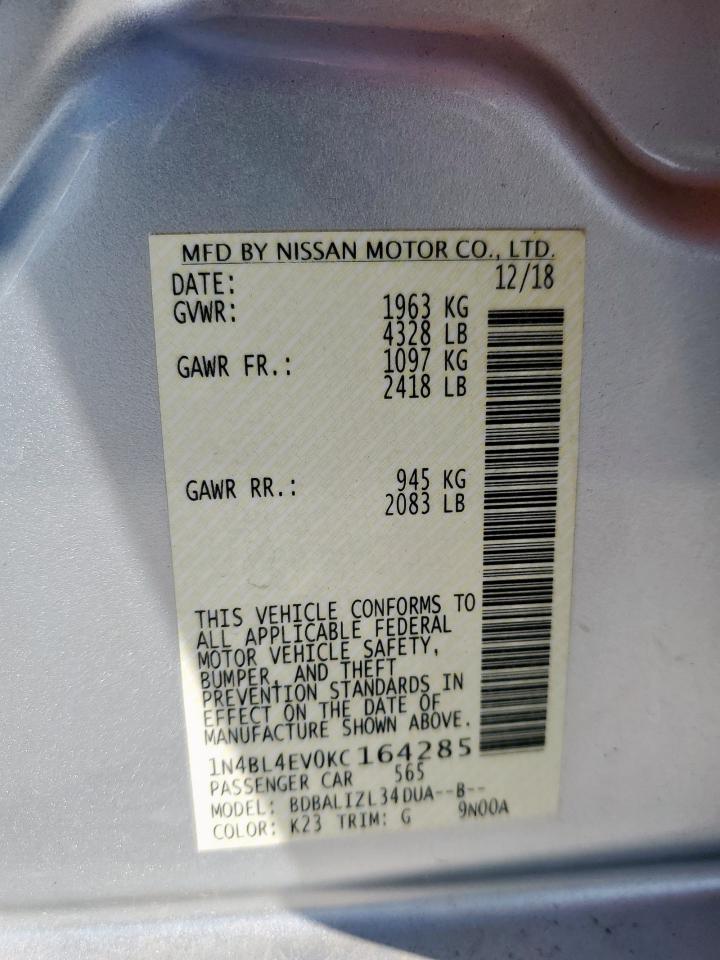 MFD BY NISSAN MOTOR CO., LTD.
DATE: 12/18
GVWR: 1963 KG
4328 LB
GAWR FR.: 1097 KG
2418 LB
GAWR RR.: 945 KG
2083 LB
THIS VEHICLE CONFORMS TO
ALL APPLICABLE FEDERAL
MOTOR VEHICLE SAFETY,
BUMPER, AND THEFT
PREVENTION STANDARDS IN
EFFECT ON THE DATE OF
MANUFACTURE SHOWN ABOVE.
1N4BL4EV0KC164285
PASSENGER CAR 565
MODEL: BDBALIZL34DUA--B--
COLOR: K23 TRIM: G 9N00A